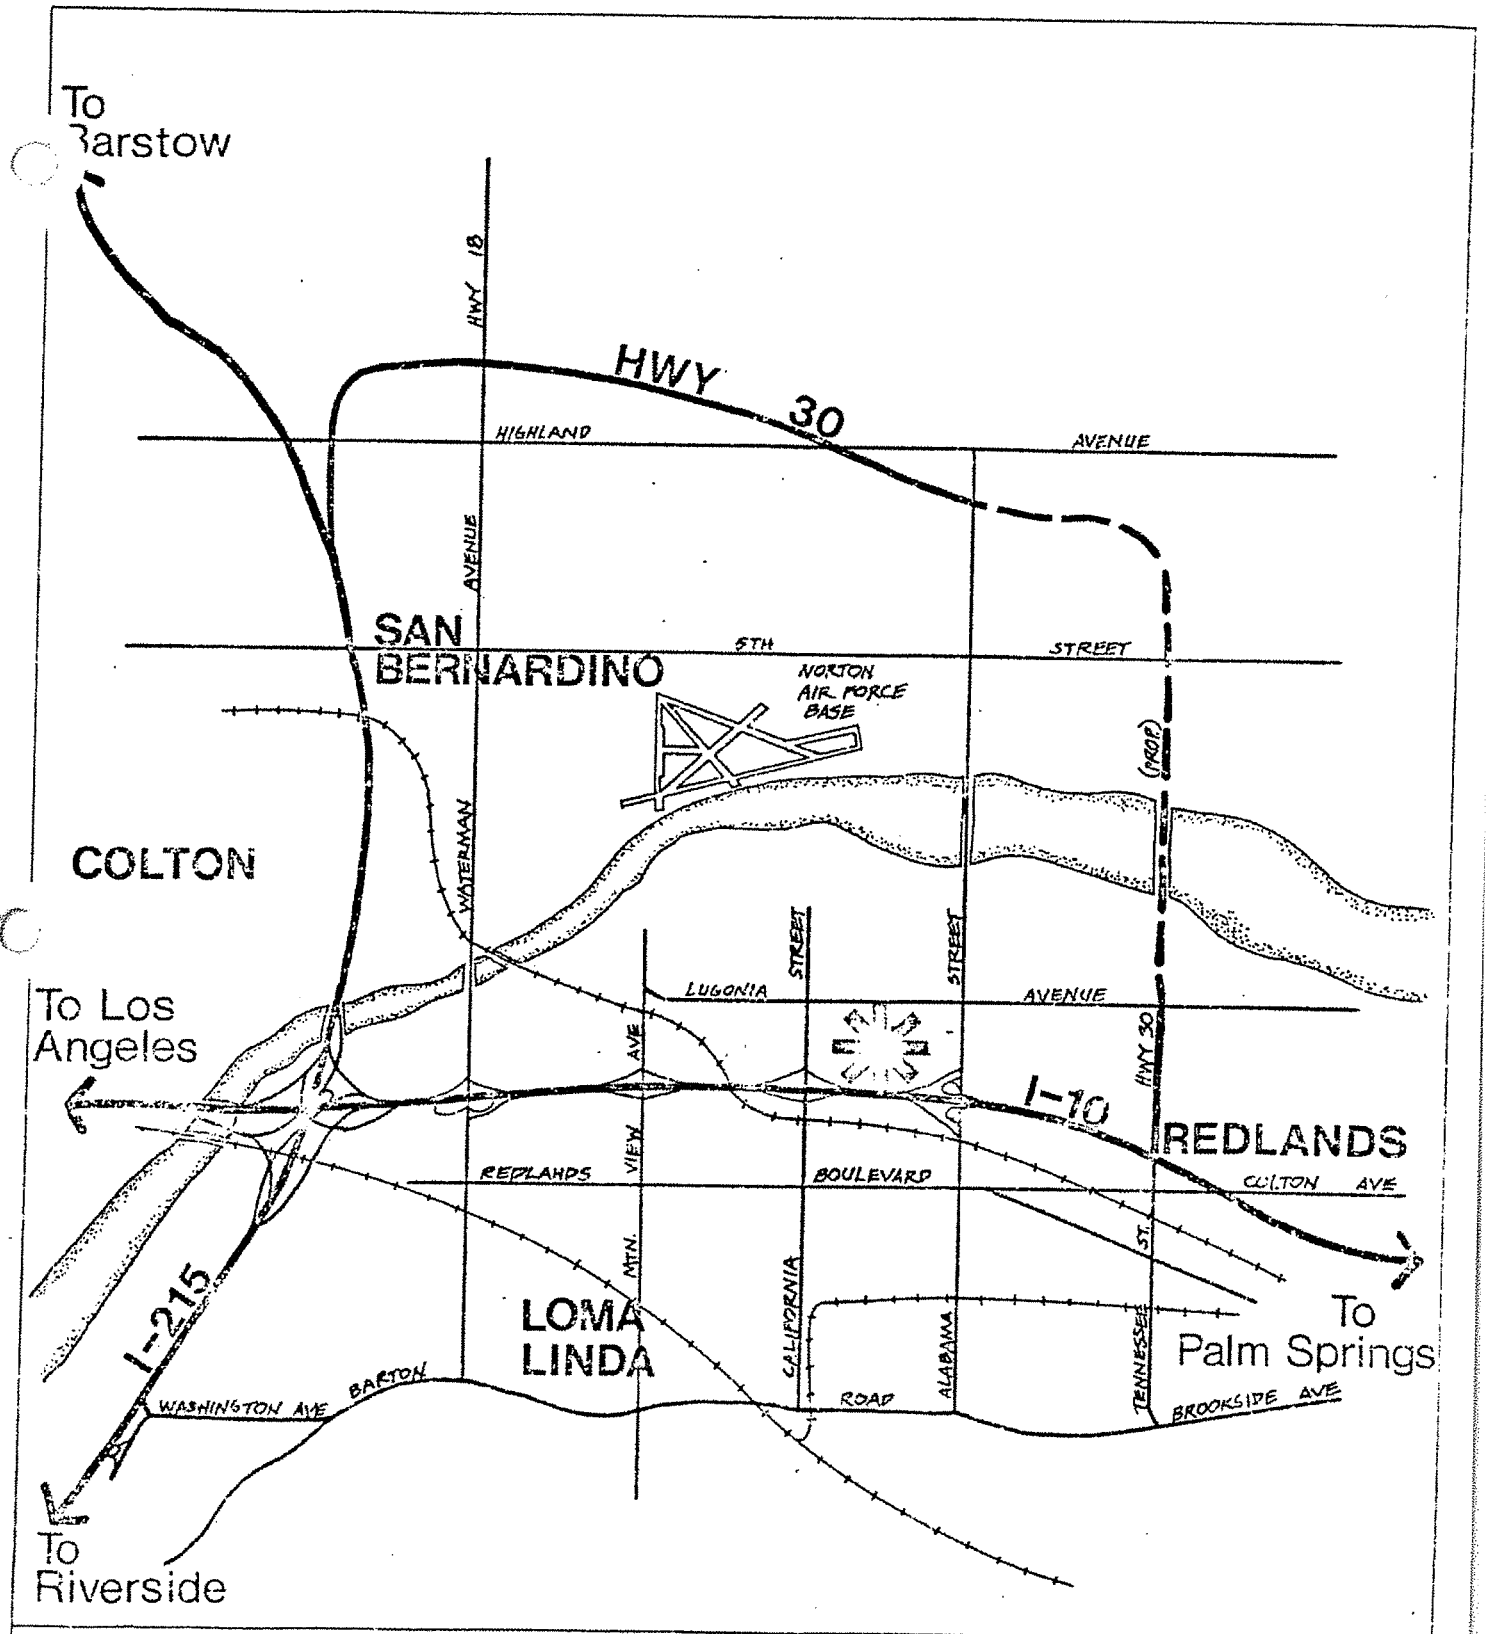 To
Barstow
HWY 18
HWY 30
HIGHLAND AVENUE
AVENUE
SAN
BERNARDINO
5TH STREET
NORTON
AIR FORCE
BASE
(PROP.)
WATERMAN
COLTON
STREET
STREET
To Los
Angeles
LUGONIA AVENUE
AVE
HWY 30
I-10
REDLANDS
VIEW
REDLANDS BOULEVARD
COLTON AVE
MTN.
ST.
I-215
LOMA
LINDA
CALIFORNIA
ALABAMA
TENNESSEE
To
Palm Springs
BARTON ROAD
WASHINGTON AVE
BROOKSIDE AVE
To
Riverside